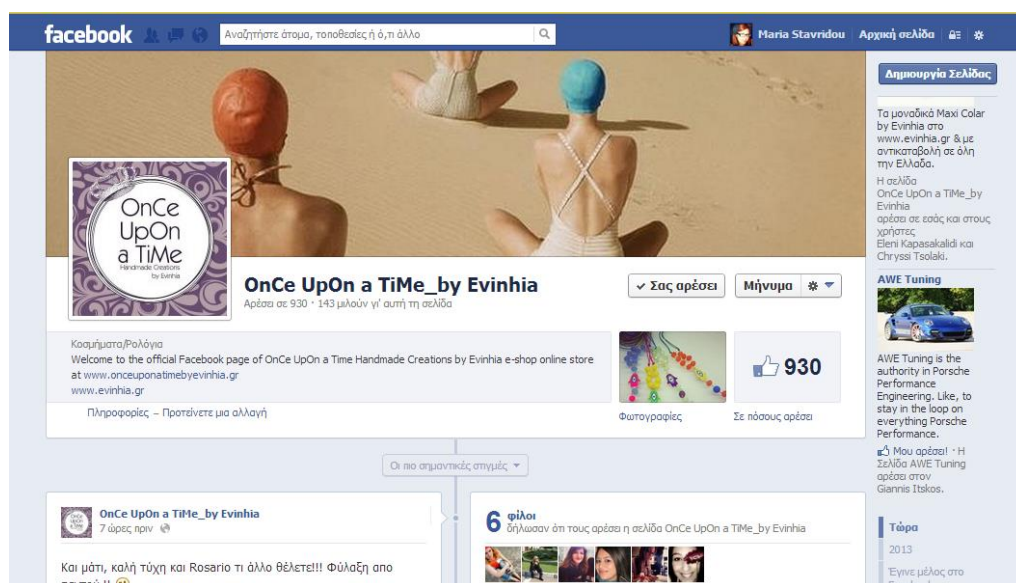 facebook
Αναζητήστε άτομα, τοποθεσίες ή ό,τι άλλο
Maria Stavridou
Αρχική σελίδα
OnCe
UpOn
a TiMe
Handmade Creations
by Evinhia
OnCe UpOn a TiMe_by Evinhia
Αρέσει σε 930 · 143 μιλούν γι' αυτή τη σελίδα
✓ Σας αρέσει
Μήνυμα
Κοσμήματα/Ρολόγια
Welcome to the official Facebook page of OnCe UpOn a Time Handmade Creations by Evinhia e-shop online store
at www.onceuponatimebyevinhia.gr
www.evinhia.gr
Πληροφορίες – Προτείνετε μια αλλαγή
Φωτογραφίες
930
Σε πόσους αρέσει
Οι πιο σημαντικές στιγμές
OnCe UpOn a TiMe_by Evinhia
7 ώρες πριν
Και μάτι, καλή τύχη και Rosario τι άλλο θέλετε!!! Φύλαξη απο
6 φίλοι
δήλωσαν ότι τους αρέσει η σελίδα OnCe UpOn a TiMe_by Evinhia
Δημιουργία Σελίδας
Τα μοναδικά Maxi Colar
by Evinhia στο
www.evinhia.gr & με
αντικαταβολή σε όλη
την Ελλάδα.
Η σελίδα
OnCe UpOn a TiMe_by
Evinhia
αρέσει σε εσάς και στους
χρήστες
Eleni Kapasakalidi και
Chryssi Tsolaki.
AWE Tuning
AWE Tuning is the
authority in Porsche
Performance
Engineering. Like, to
stay in the loop on
everything Porsche
Performance.
Μου αρέσει! · Η
Σελίδα AWE Tuning
αρέσει στον
Giannis Itskos.
Τώρα
2013
Έγινε μέλος στο